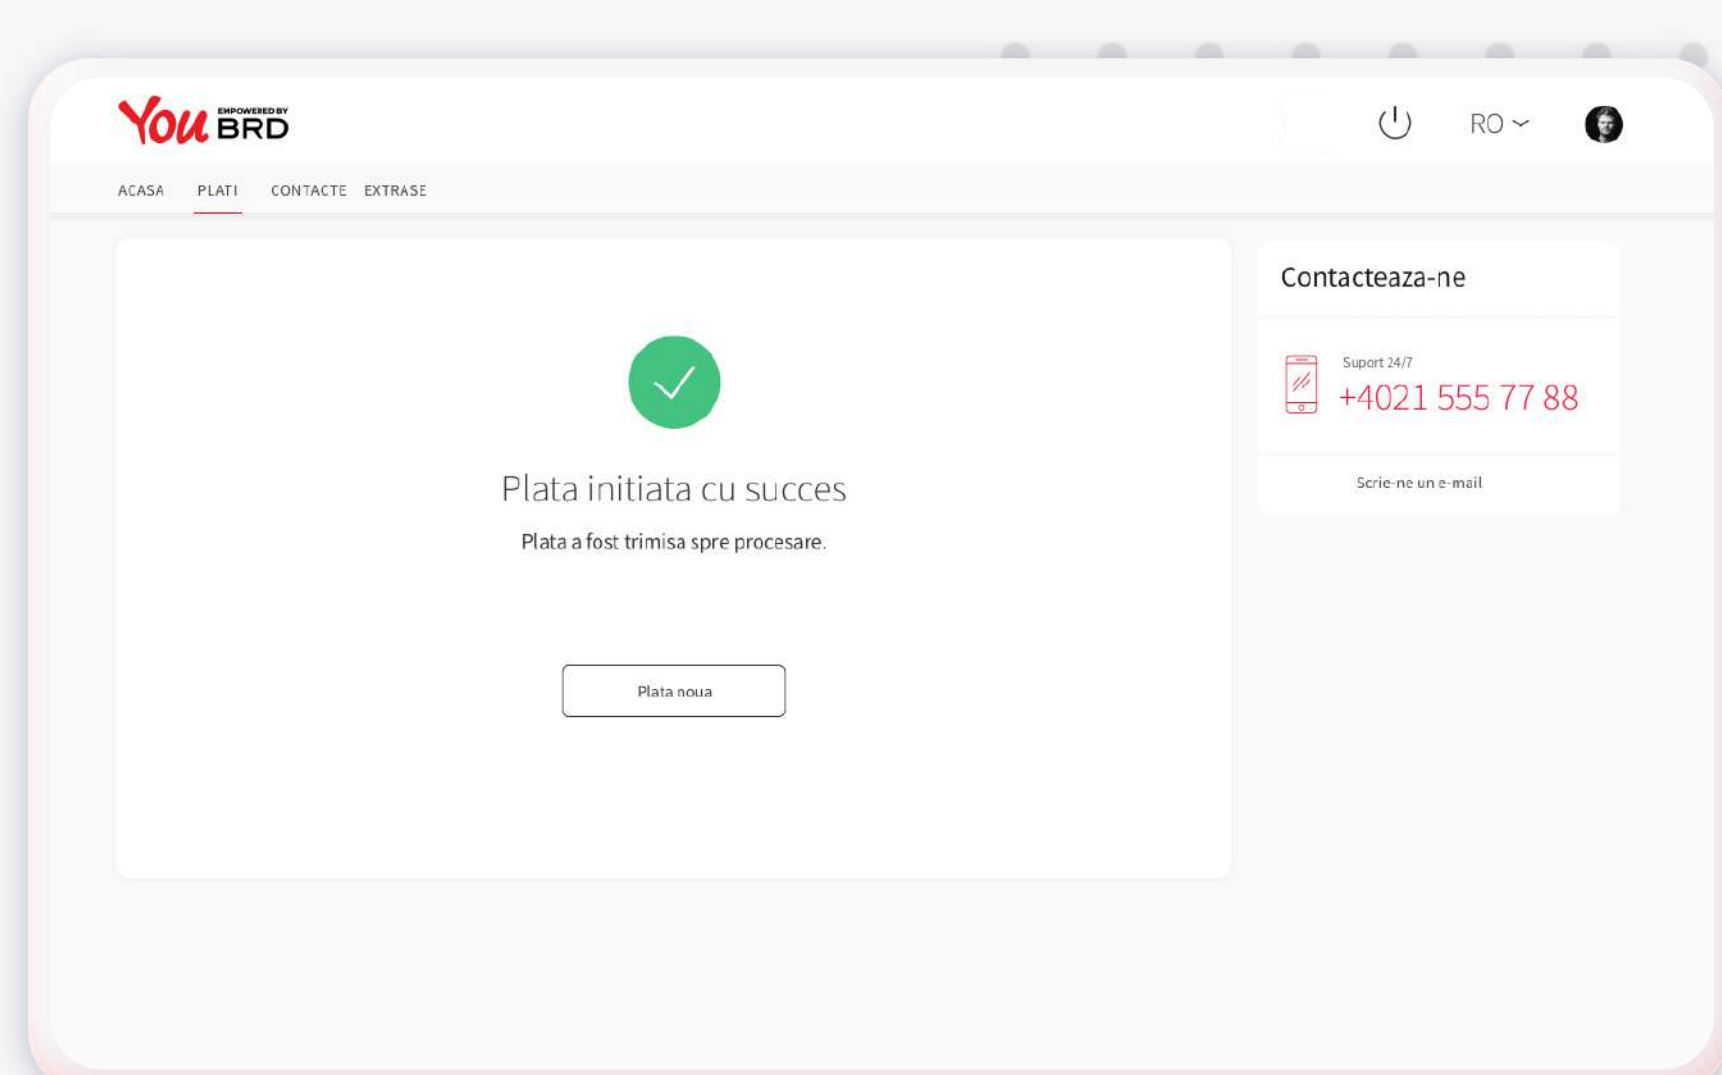 You EMPOWERED BY BRD
RO
ACASA PLATI CONTACTE EXTRASE
Plata initiata cu succes
Plata a fost trimisa spre procesare.
Plata noua
Contacteaza-ne
Suport 24/7
+4021 555 77 88
Scrie-ne un e-mail